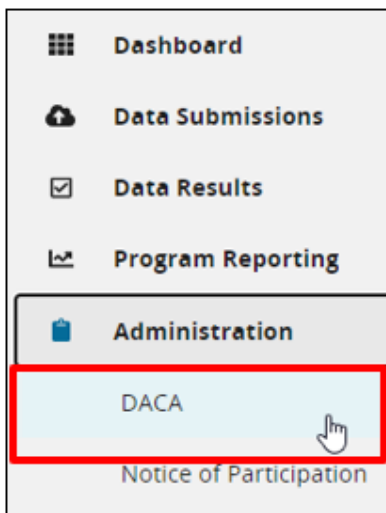 Dashboard
Data Submissions
Data Results
Program Reporting
Administration
DACA
Notice of Participation